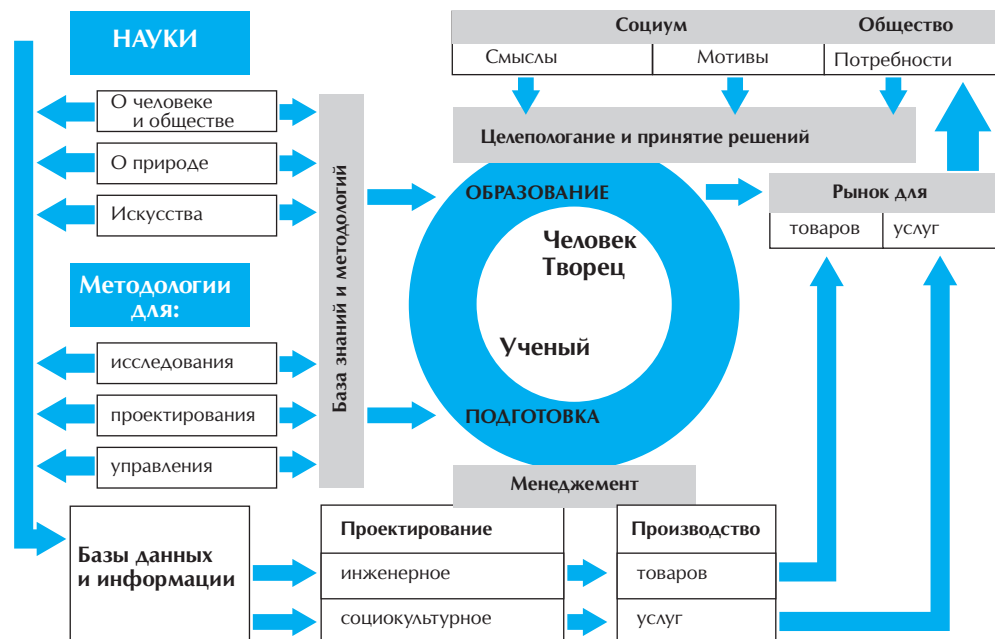 НАУКИ
О человеке
и обществе
О природе
Искусства
Методологии
для:
исследования
проектирования
управления
База знаний и методологий
Социум
Общество
Смыслы
Мотивы
Потребности
Целепологание и принятие решений
ОБРАЗОВАНИЕ
Человек
Творец
Ученый
ПОДГОТОВКА
Рынок для
товаров
услуг
Менеджемент
Базы данных
и информации
Проектирование
инженерное
социокультурное
Производство
товаров
услуг